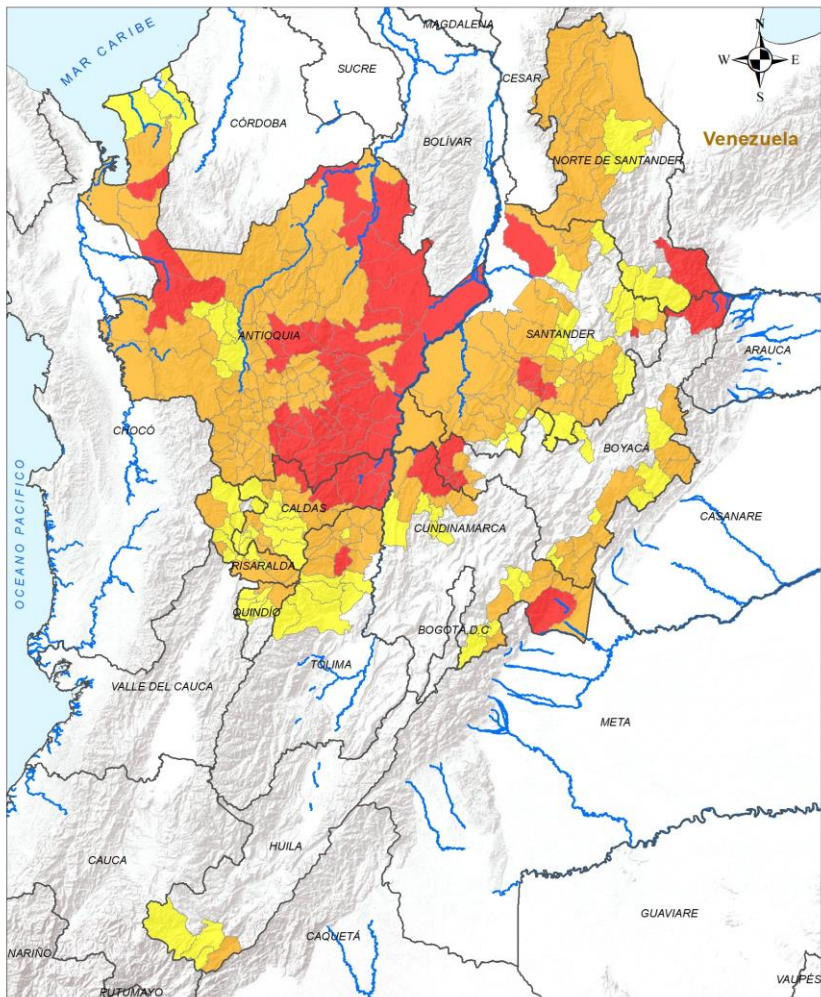 MAGDALENA
N
W E
S
MAR CARIBE
SUCRE
CESAR
CÓRDOBA
BOLÍVAR
Venezuela
NORTE DE SANTANDER
ANTIOQUIA
SANTANDER
ARAUCA
CHOCÓ
BOYACÁ
OCEANO PACIFICO
CALDAS
CUNDINAMARCA
CASANARE
RISARALDA
QUINDÍO
BOGOTÁ, D.C
TOLIMA
VALLE DEL CAUCA
META
HUILA
CAUCA
GUAVIARE
NARIÑO
CAQUETÁ
PUTUMAYO
VAUPÉS